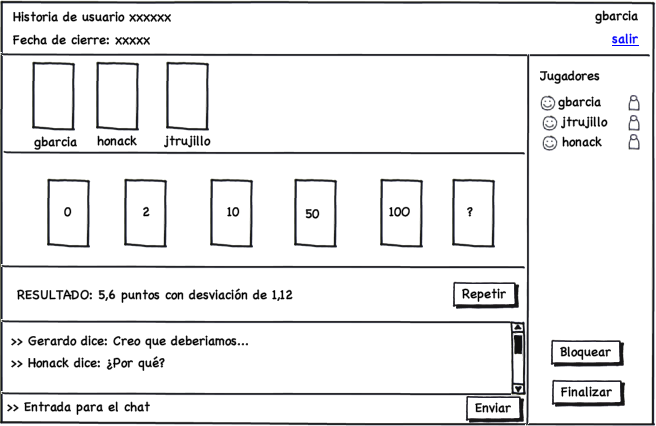 Historia de usuario xxxxxx
gbarcia
Fecha de cierre: xxxxx
salir
gbarcia honack jtrujillo
0 2 10 50 100 ?
RESULTADO: 5,6 puntos con desviación de 1,12
Repetir
>> Gerardo dice: Creo que deberiamos...
>> Honack dice: ¿Por qué?
>> Entrada para el chat
Enviar
Jugadores
gbarcia
jtrujillo
honack
Bloquear
Finalizar